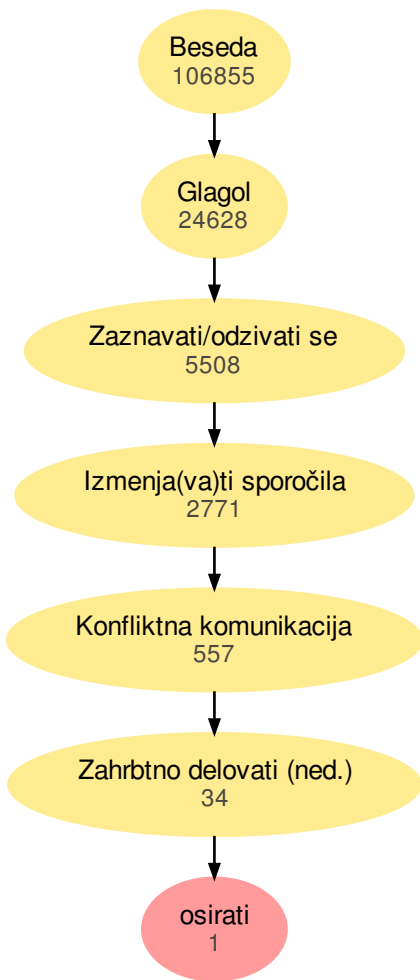 Beseda
106855
Glagol
24628
Zaznavati/odzivati se
5508
Izmenja(va)ti sporočila
2771
Konfliktna komunikacija
557
Zahrbtno delovati (ned.)
34
osirati
1